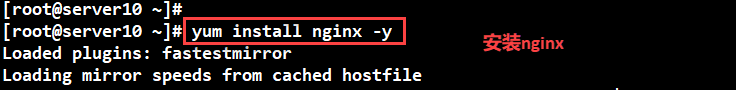 [root@server10 ~]#
[root@server10 ~]# yum install nginx -y
安装nginx
Loaded plugins: fastestmirror
Loading mirror speeds from cached hostfile